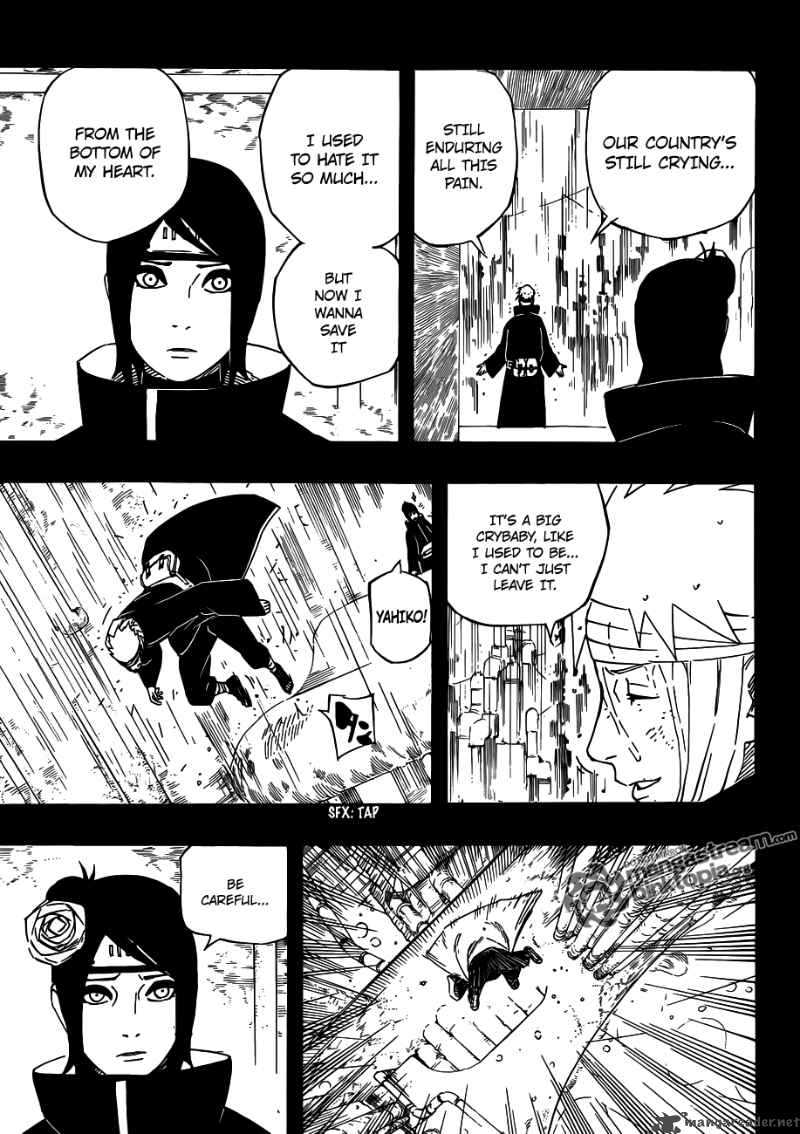 OUR COUNTRY'S
STILL CRYING...
STILL
ENDURING
ALL THIS
PAIN.
I USED
TO HATE IT
SO MUCH...
BUT
NOW I
WANNA
SAVE
IT
FROM THE
BOTTOM OF
MY HEART.
IT'S A BIG
CRYBABY, LIKE
I USED TO BE...
I CAN'T JUST
LEAVE IT.
YAHIKO!
SFX: TAP
mangastream.com
BE
CAREFUL...
mangareader.net